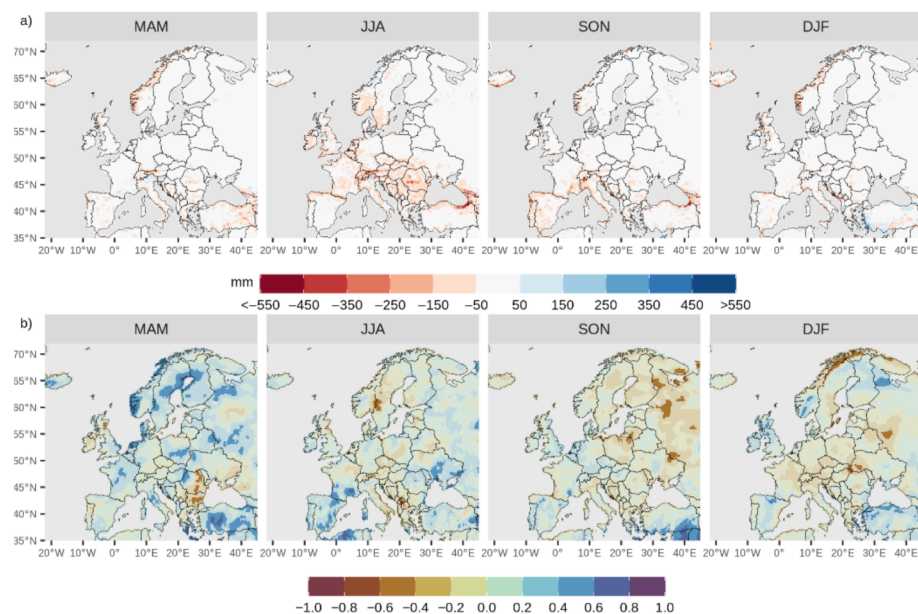 a)
MAM JJA SON DJF
70°N
65°N
60°N
55°N
50°N
45°N
40°N
35°N
20°W 10°W 0° 10°E 20°E 30°E 40°E 20°W 10°W 0° 10°E 20°E 30°E 40°E 20°W 10°W 0° 10°E 20°E 30°E 40°E 20°W 10°W 0° 10°E 20°E 30°E 40°E
mm
<−550 −450 −350 −250 −150 −50 50 150 250 350 450 >550
b)
MAM JJA SON DJF
70°N
65°N
60°N
55°N
50°N
45°N
40°N
35°N
20°W 10°W 0° 10°E 20°E 30°E 40°E 20°W 10°W 0° 10°E 20°E 30°E 40°E 20°W 10°W 0° 10°E 20°E 30°E 40°E 20°W 10°W 0° 10°E 20°E 30°E 40°E
−1.0 −0.8 −0.6 −0.4 −0.2 0.0 0.2 0.4 0.6 0.8 1.0